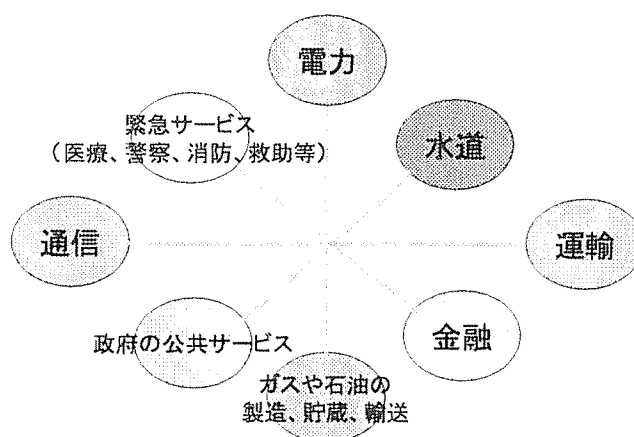 電力
緊急サービス
（医療、警察、消防、救助等）
水道
通信
運輸
政府の公共サービス
金融
ガスや石油の
製造、貯蔵、輸送